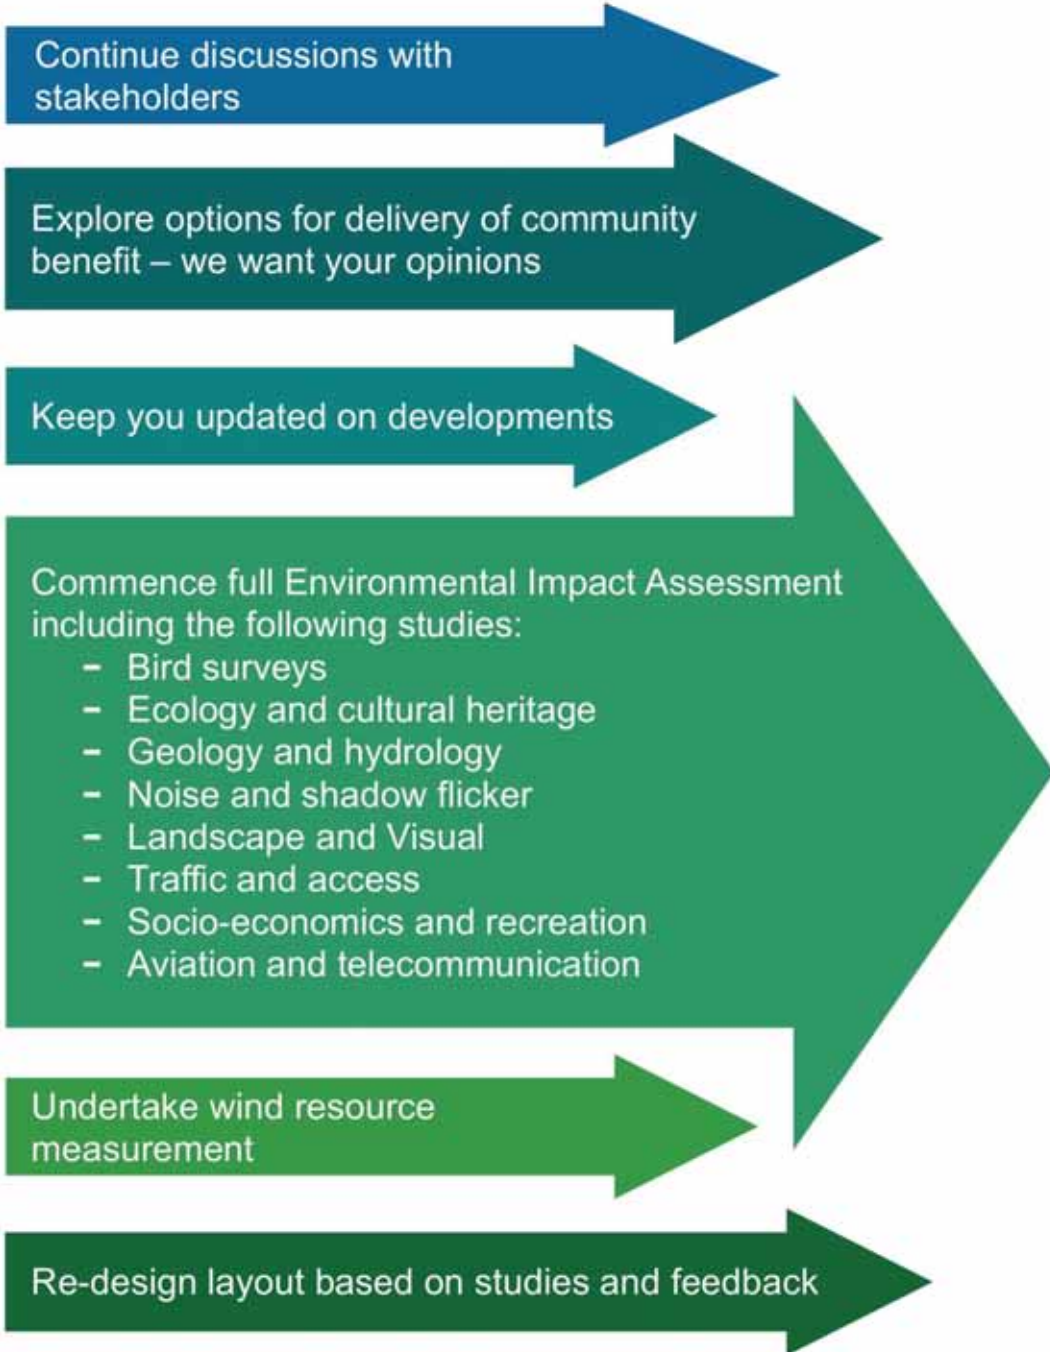 Continue discussions with
stakeholders
Explore options for delivery of community
benefit – we want your opinions
Keep you updated on developments
Commence full Environmental Impact Assessment
including the following studies:
- Bird surveys
- Ecology and cultural heritage
- Geology and hydrology
- Noise and shadow flicker
- Landscape and Visual
- Traffic and access
- Socio-economics and recreation
- Aviation and telecommunication
Undertake wind resource
measurement
Re-design layout based on studies and feedback